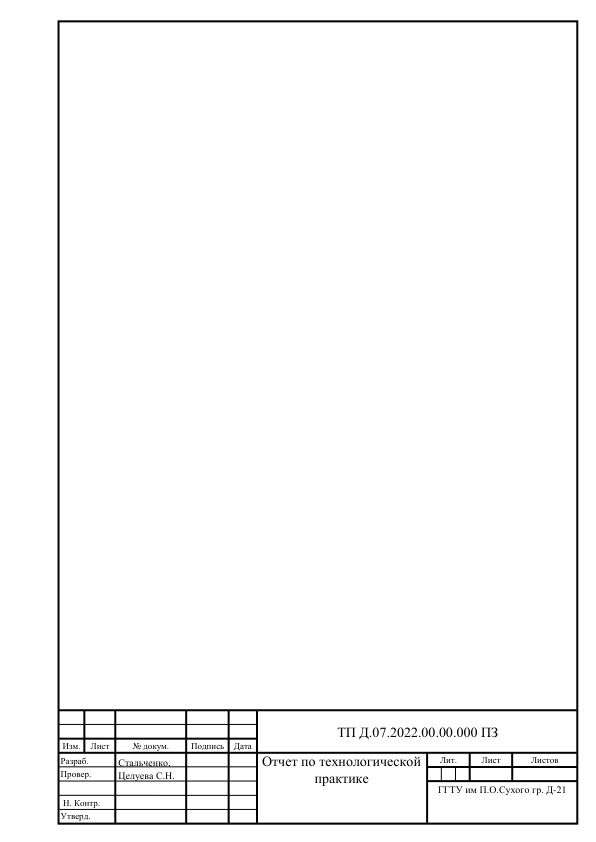 ТП Д.07.2022.00.00.000 ПЗ
Изм. Лист № докум. Подпись Дата
Разраб. Стальченко.
Отчет по технологической
практике
Лит. Лист Листов
Провер. Целуева С.Н.
ГГТУ им П.О.Сухого гр. Д-21
Н. Контр.
Утверд.